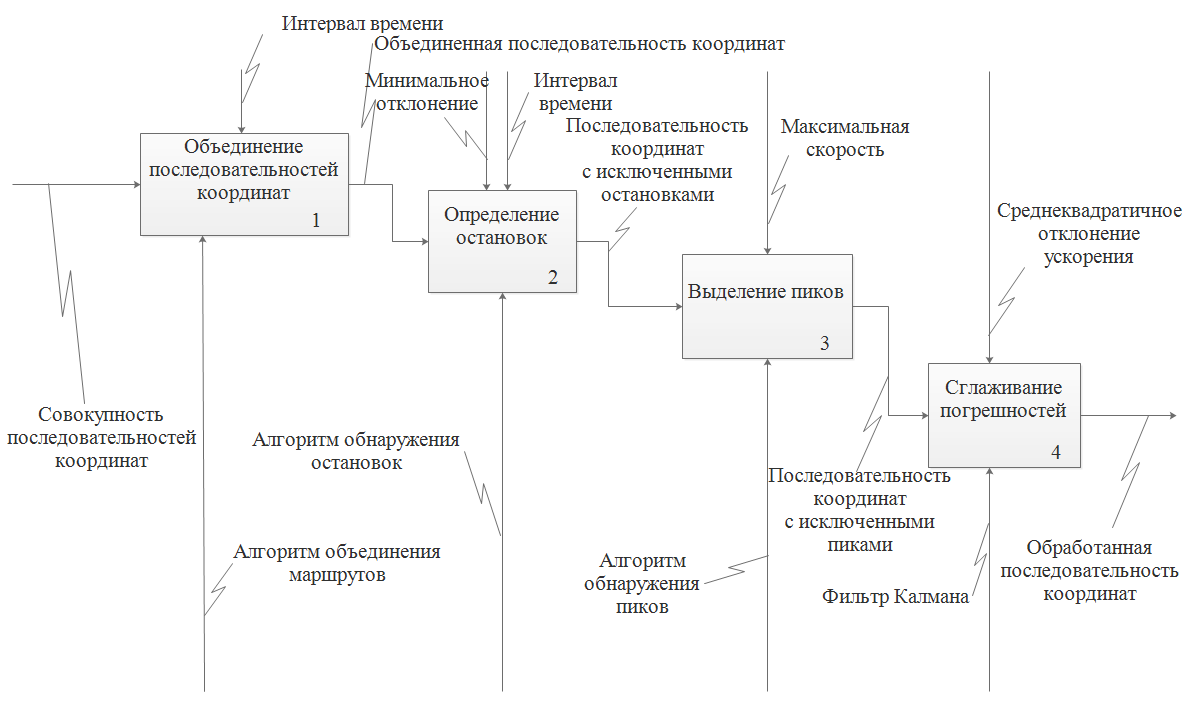 Интервал времени
Объединенная последовательность координат
Минимальное
отклонение
Интервал
времени
Последовательность
координат
с исключенными
остановками
Максимальная
скорость
Объединение
последовательностей
координат
1
Определение
остановок
2
Среднеквадратичное
отклонение
ускорения
Выделение пиков
3
Сглаживание
погрешностей
4
Совокупность
последовательностей
координат
Алгоритм обнаружения
остановок
Последовательность
координат
с исключенными
пиками
Алгоритм объединения
маршрутов
Алгоритм
обнаружения
пиков
Фильтр Калмана
Обработанная
последовательность
координат